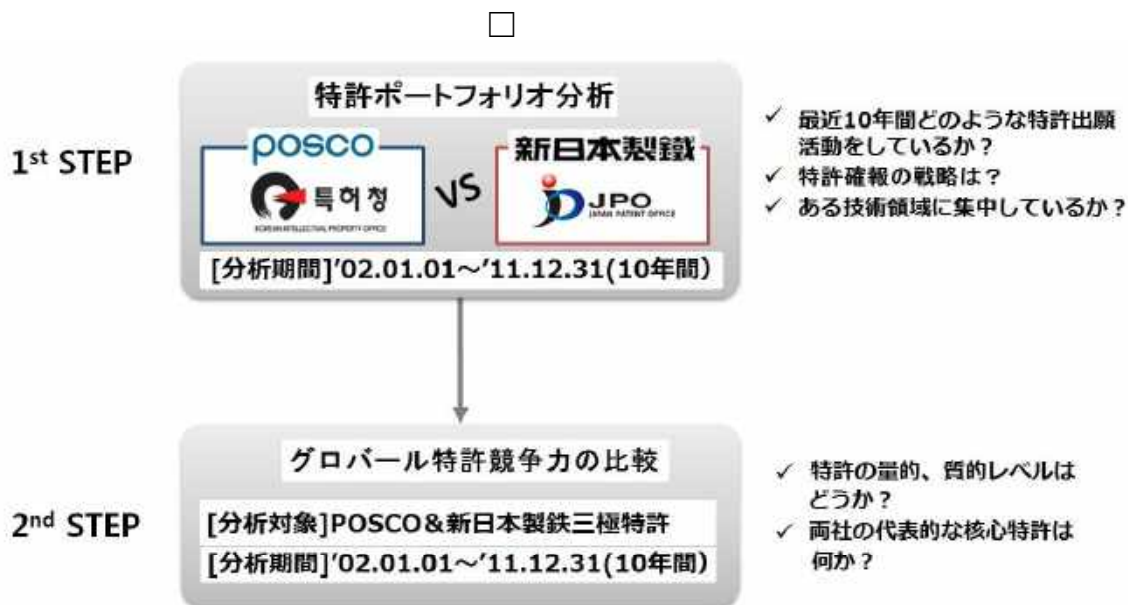 特許ポートフォリオ分析
1st STEP
posco
VS
新日本製鐵
특허청
KOREAN INTELLECTUAL PROPERTY OFFICE
JPO
JAPAN PATENT OFFICE
[分析期間]'02.01.01～'11.12.31(10年間）
✓ 最近10年間どのような特許出願
活動をしているか？
✓ 特許確報の戦略は？
✓ ある技術領域に集中しているか？
グロバール特許競争力の比較
2nd STEP
[分析対象]POSCO＆新日本製鉄三極特許
[分析期間]'02.01.01～'11.12.31(10年間）
✓ 特許の量的、質的レベルは
どうか？
✓ 両社の代表的な核心特許は
何か？